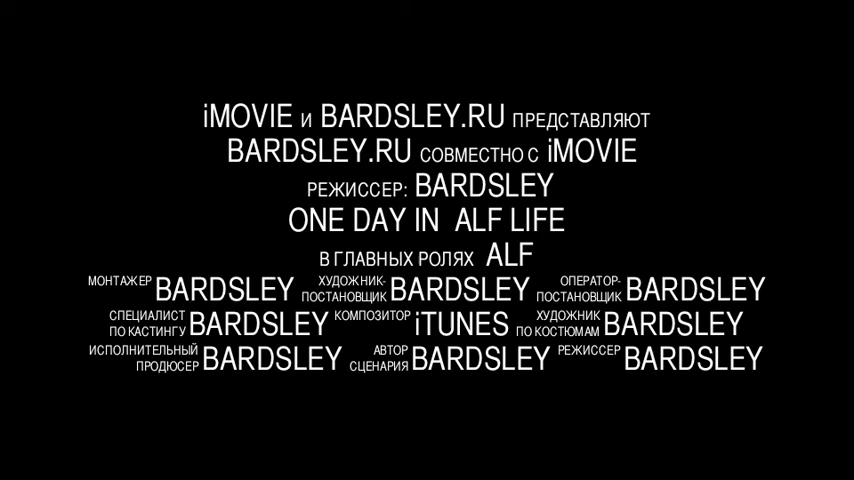 iMOVIE И BARDSLEY.RU ПРЕДСТАВЛЯЮТ
BARDSLEY.RU СОВМЕСТНО С iMOVIE
РЕЖИССЕР: BARDSLEY
ONE DAY IN ALF LIFE
В ГЛАВНЫХ РОЛЯХ ALF
МОНТАЖЕР BARDSLEY ХУДОЖНИК-ПОСТАНОВЩИК BARDSLEY ОПЕРАТОР-ПОСТАНОВЩИК BARDSLEY
СПЕЦИАЛИСТ ПО КАСТИНГУ BARDSLEY КОМПОЗИТОР iTUNES ХУДОЖНИК ПО КОСТЮМАМ BARDSLEY
ИСПОЛНИТЕЛЬНЫЙ ПРОДЮСЕР BARDSLEY АВТОР СЦЕНАРИЯ BARDSLEY РЕЖИССЕР BARDSLEY